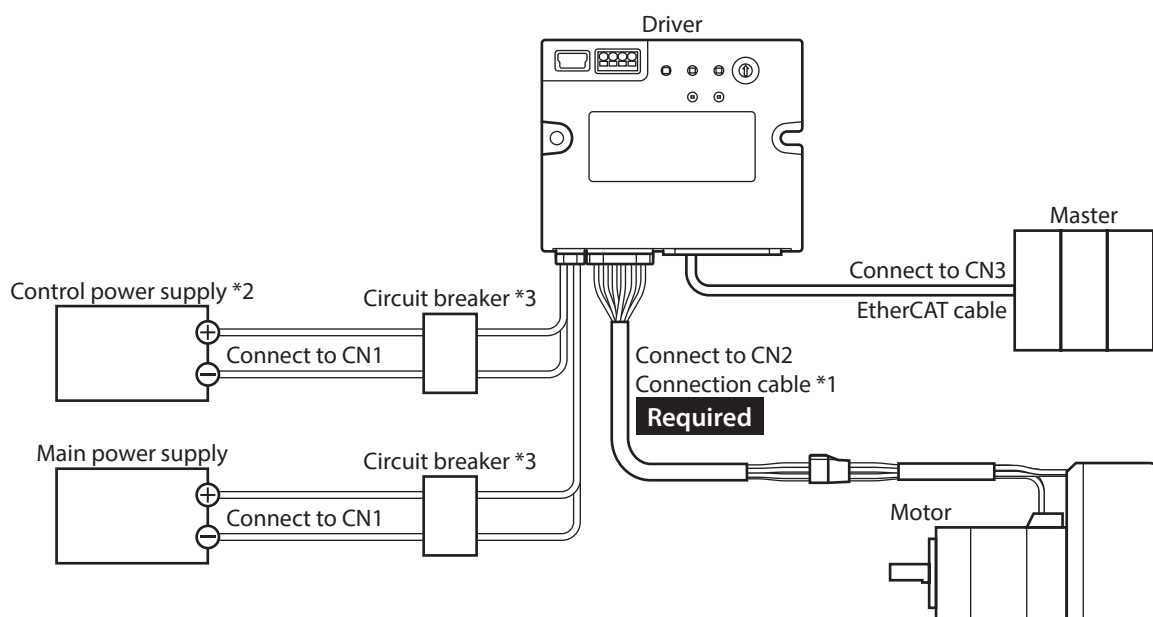 Driver
Master
Connect to CN3
EtherCAT cable
Control power supply *2
Circuit breaker *3
Connect to CN1
Connect to CN2
Connection cable *1
Required
Main power supply
Circuit breaker *3
Connect to CN1
Motor